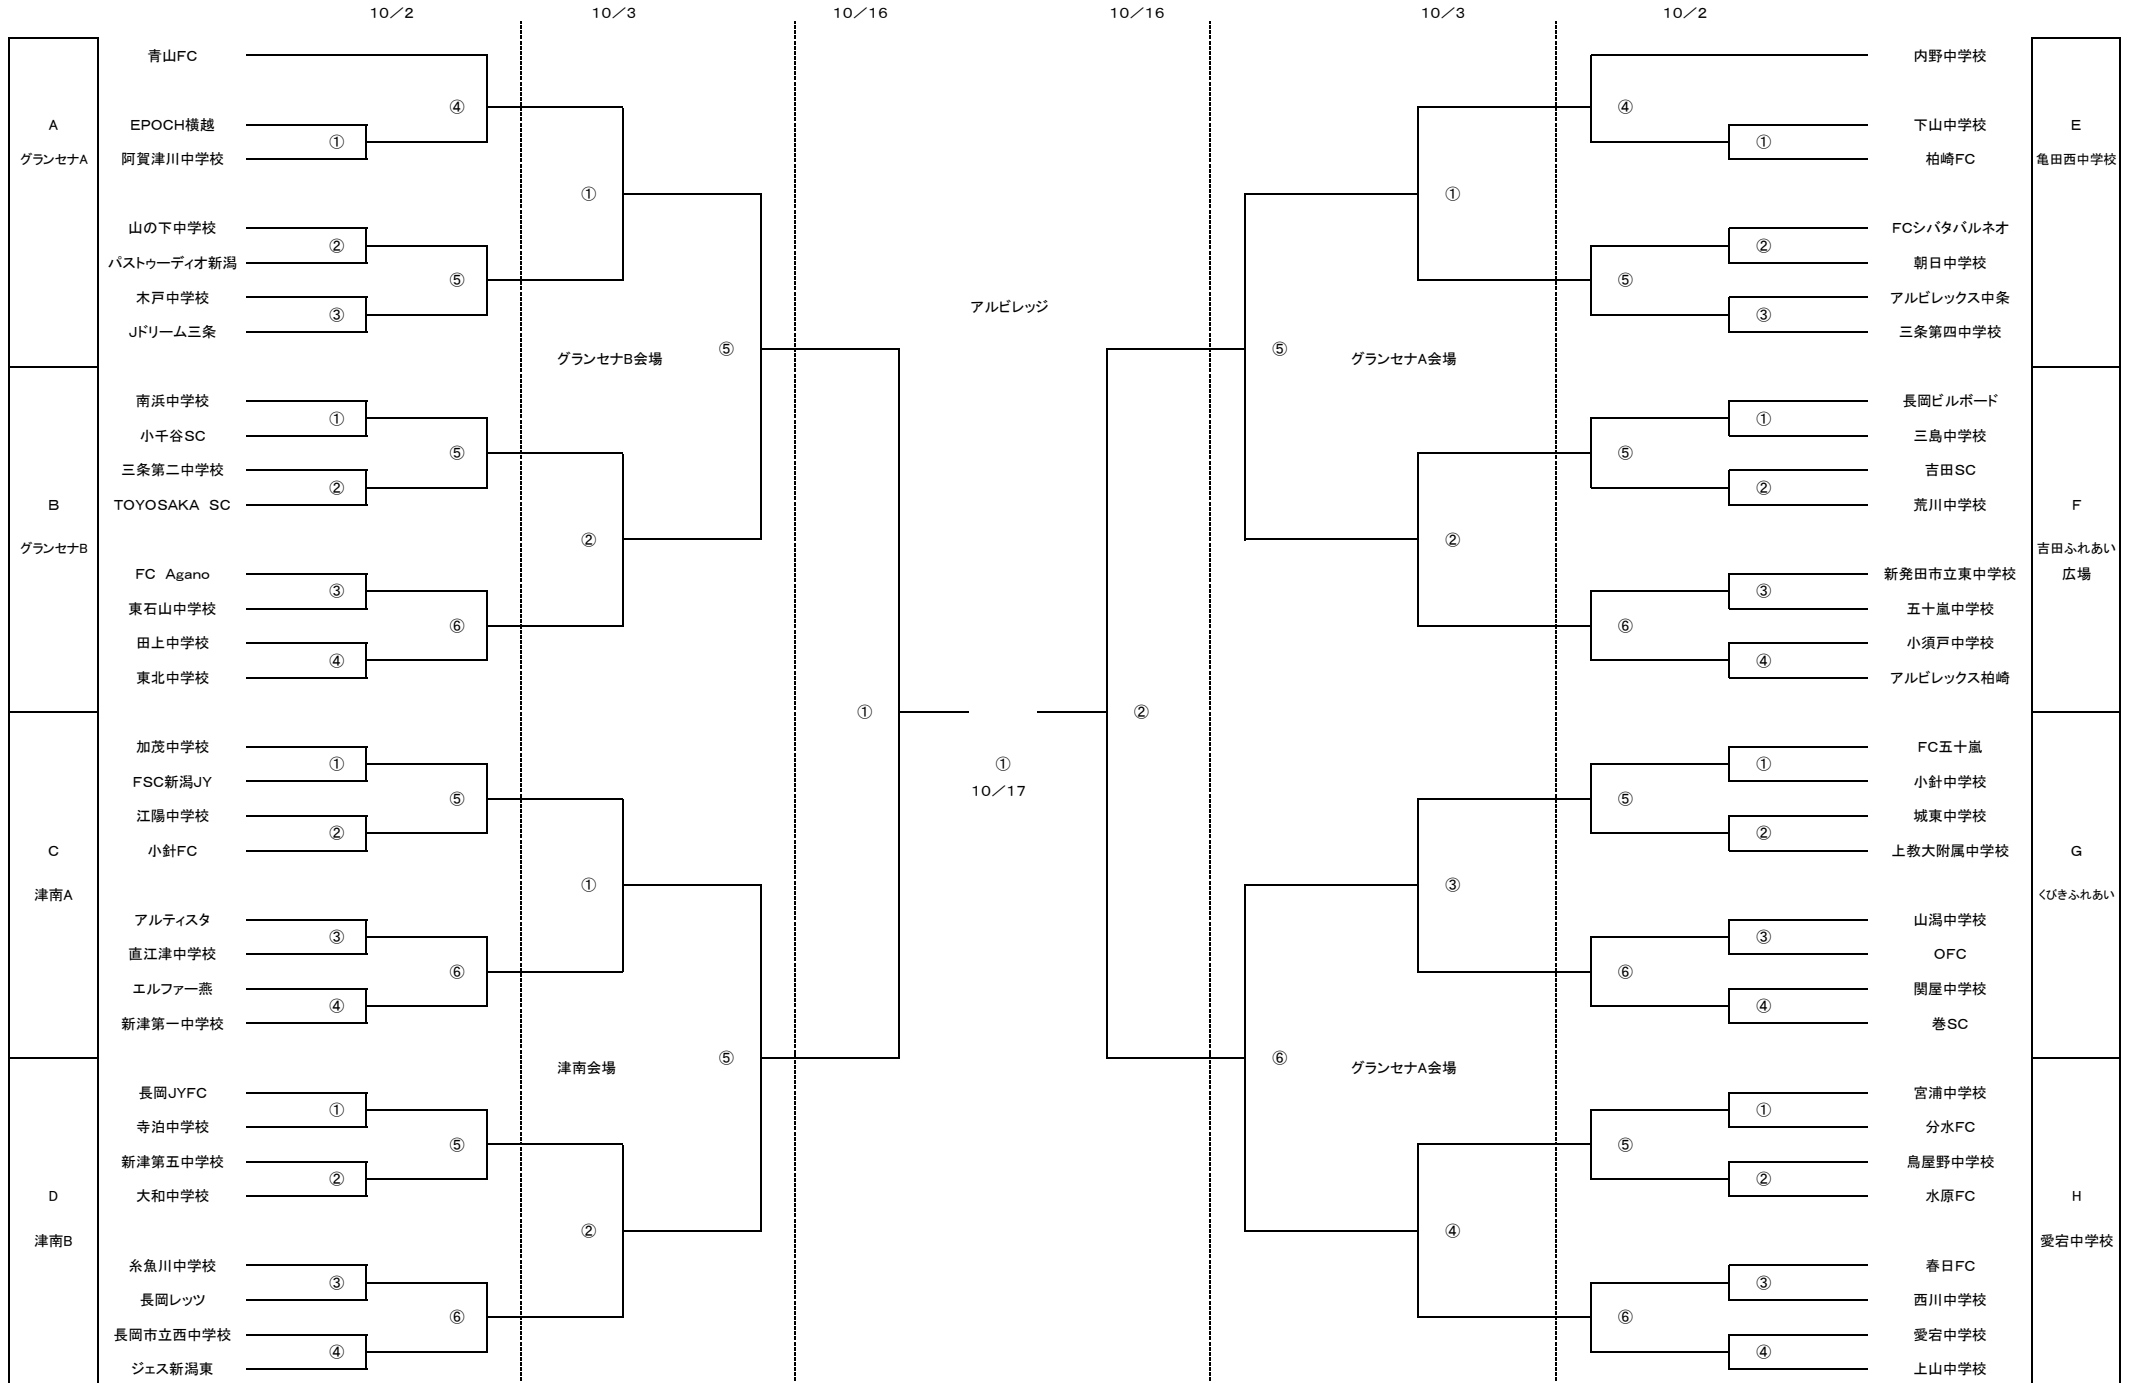 10／2
10／3
10／16
10／16
10／3
10／2
A
グランセナA
青山FC
④
EPOCH横越
①
阿賀津川中学校
①
山の下中学校
②
パストゥーディオ新潟
⑤
木戸中学校
③
Jドリーム三条
グランセナB会場
⑤
B
グランセナB
南浜中学校
①
小千谷SC
⑤
三条第二中学校
②
TOYOSAKA SC
②
FC Agano
③
東石山中学校
⑥
田上中学校
④
東北中学校
①
C
津南A
加茂中学校
①
FSC新潟JY
⑤
江陽中学校
②
小針FC
①
アルティスタ
③
直江津中学校
⑥
エルファー燕
④
新津第一中学校
津南会場
⑤
D
津南B
長岡JYFC
①
寺泊中学校
⑤
新津第五中学校
②
大和中学校
②
糸魚川中学校
③
長岡レッツ
⑥
長岡市立西中学校
④
ジェス新潟東
アルビレッジ
①
10／17
E
亀田西中学校
内野中学校
④
下山中学校
①
柏崎FC
①
FCシバタバルネオ
②
朝日中学校
⑤
アルビレックス中条
③
三条第四中学校
グランセナA会場
⑤
F
吉田ふれあい
広場
長岡ビルボード
①
三島中学校
⑤
吉田SC
②
荒川中学校
②
新発田市立東中学校
③
五十嵐中学校
⑥
小須戸中学校
④
アルビレックス柏崎
②
G
くびきふれあい
FC五十嵐
①
小針中学校
⑤
城東中学校
②
上教大附属中学校
③
山潟中学校
③
OFC
⑥
関屋中学校
④
巻SC
グランセナA会場
⑥
H
愛宕中学校
宮浦中学校
①
分水FC
⑤
鳥屋野中学校
②
水原FC
④
春日FC
③
西川中学校
⑥
愛宕中学校
④
上山中学校